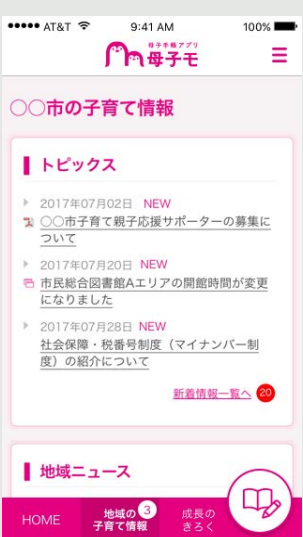 AT&T 9:41 AM 100%
母子手帳アプリ
母子モ
○○市の子育て情報
トピックス
2017年07月02日 NEW
○○市子育て親子応援サポーターの募集に
ついて
2017年07月20日 NEW
市民総合図書館Aエリアの開館時間が変更
になりました
2017年07月28日 NEW
社会保障・税番号制度（マイナンバー制
度）の紹介について
新着情報一覧へ 20
地域ニュース
HOME
地域の 3
子育て情報
成長の
きろく